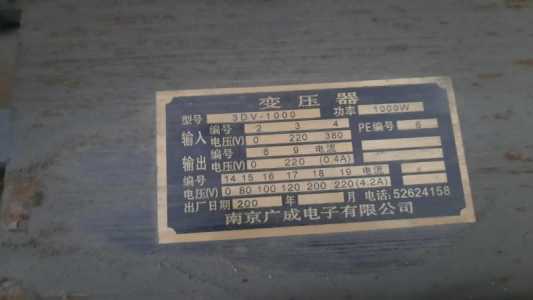 变压器
型号 3DV-1000 功率 1000W
输入 编号 2 3 4 PE编号 6
电压(V) 0 220 380
输出 编号 8 9 电流
电压(V) 0 220 (0.4A)
编号 14 15 16 17 18 19 电流
电压(V) 0 80 100 120 200 220 (4.2A)
出厂日期 200 年 月 电话:52624158
南京广成电子有限公司